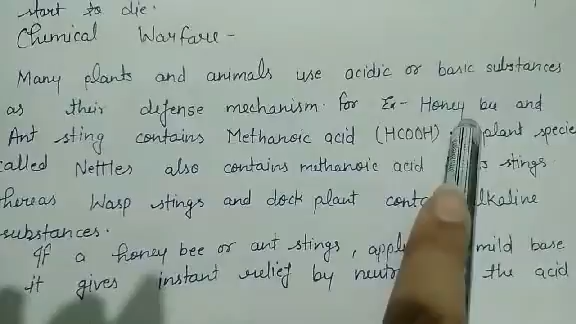 start to die.
Chemical Warfare -
Many plants and animals use acidic or basic substances
as their defense mechanism. for Ex- Honey bee and
Ant sting contains Methanoic acid (HCOOH) plant specie
called Nettles also contains methanoic acid stings.
hereas Wasp stings and dock plant alkaline
substances.
If a honey bee or ant stings, mild base
it gives instant relief by the acid